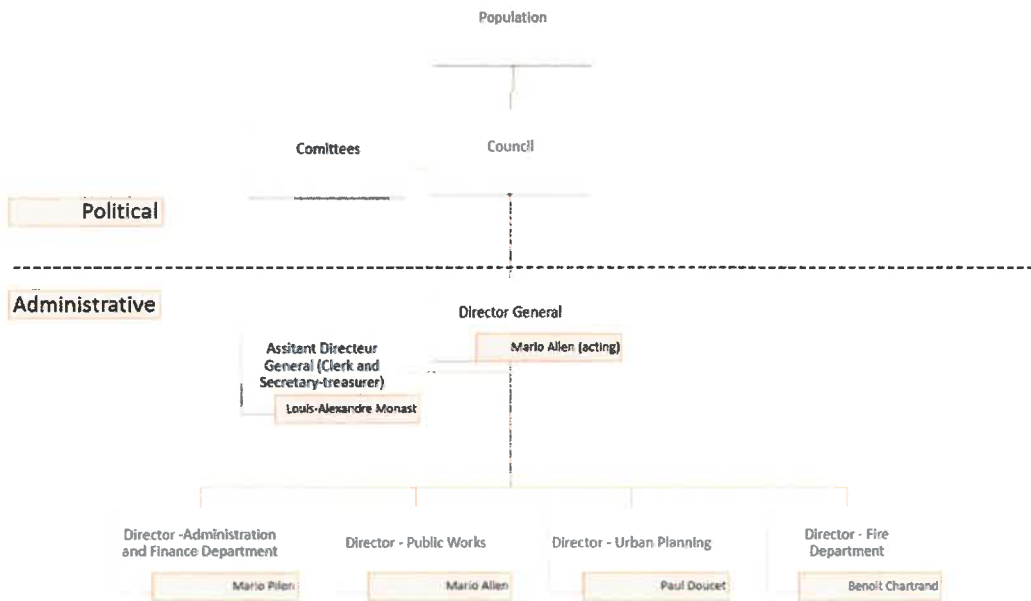 Population
Comittees
Council
Political
Administrative
Director General
Mario Allen (acting)
Assitant Directeur
General (Clerk and
Secretary-treasurer)
Louis-Alexandre Monast
Director -Administration
and Finance Department
Mario Pilon
Director - Public Works
Mario Allen
Director - Urban Planning
Paul Doucet
Director - Fire
Department
Benoit Chartrand